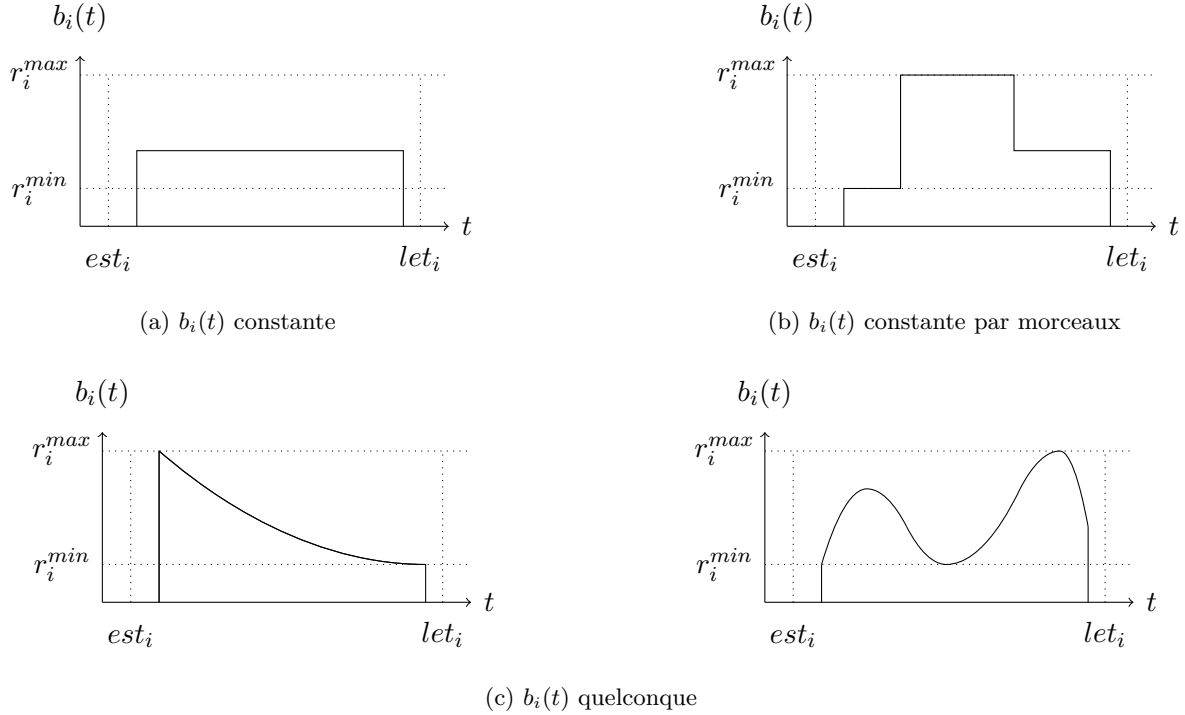 b_i(t)
r_i^{max}
r_i^{min}
t
est_i
let_i
(a) b_i(t) constante
b_i(t)
r_i^{max}
r_i^{min}
t
est_i
let_i
(b) b_i(t) constante par morceaux
b_i(t)
r_i^{max}
r_i^{min}
t
est_i
let_i
b_i(t)
r_i^{max}
r_i^{min}
t
est_i
let_i
(c) b_i(t) quelconque